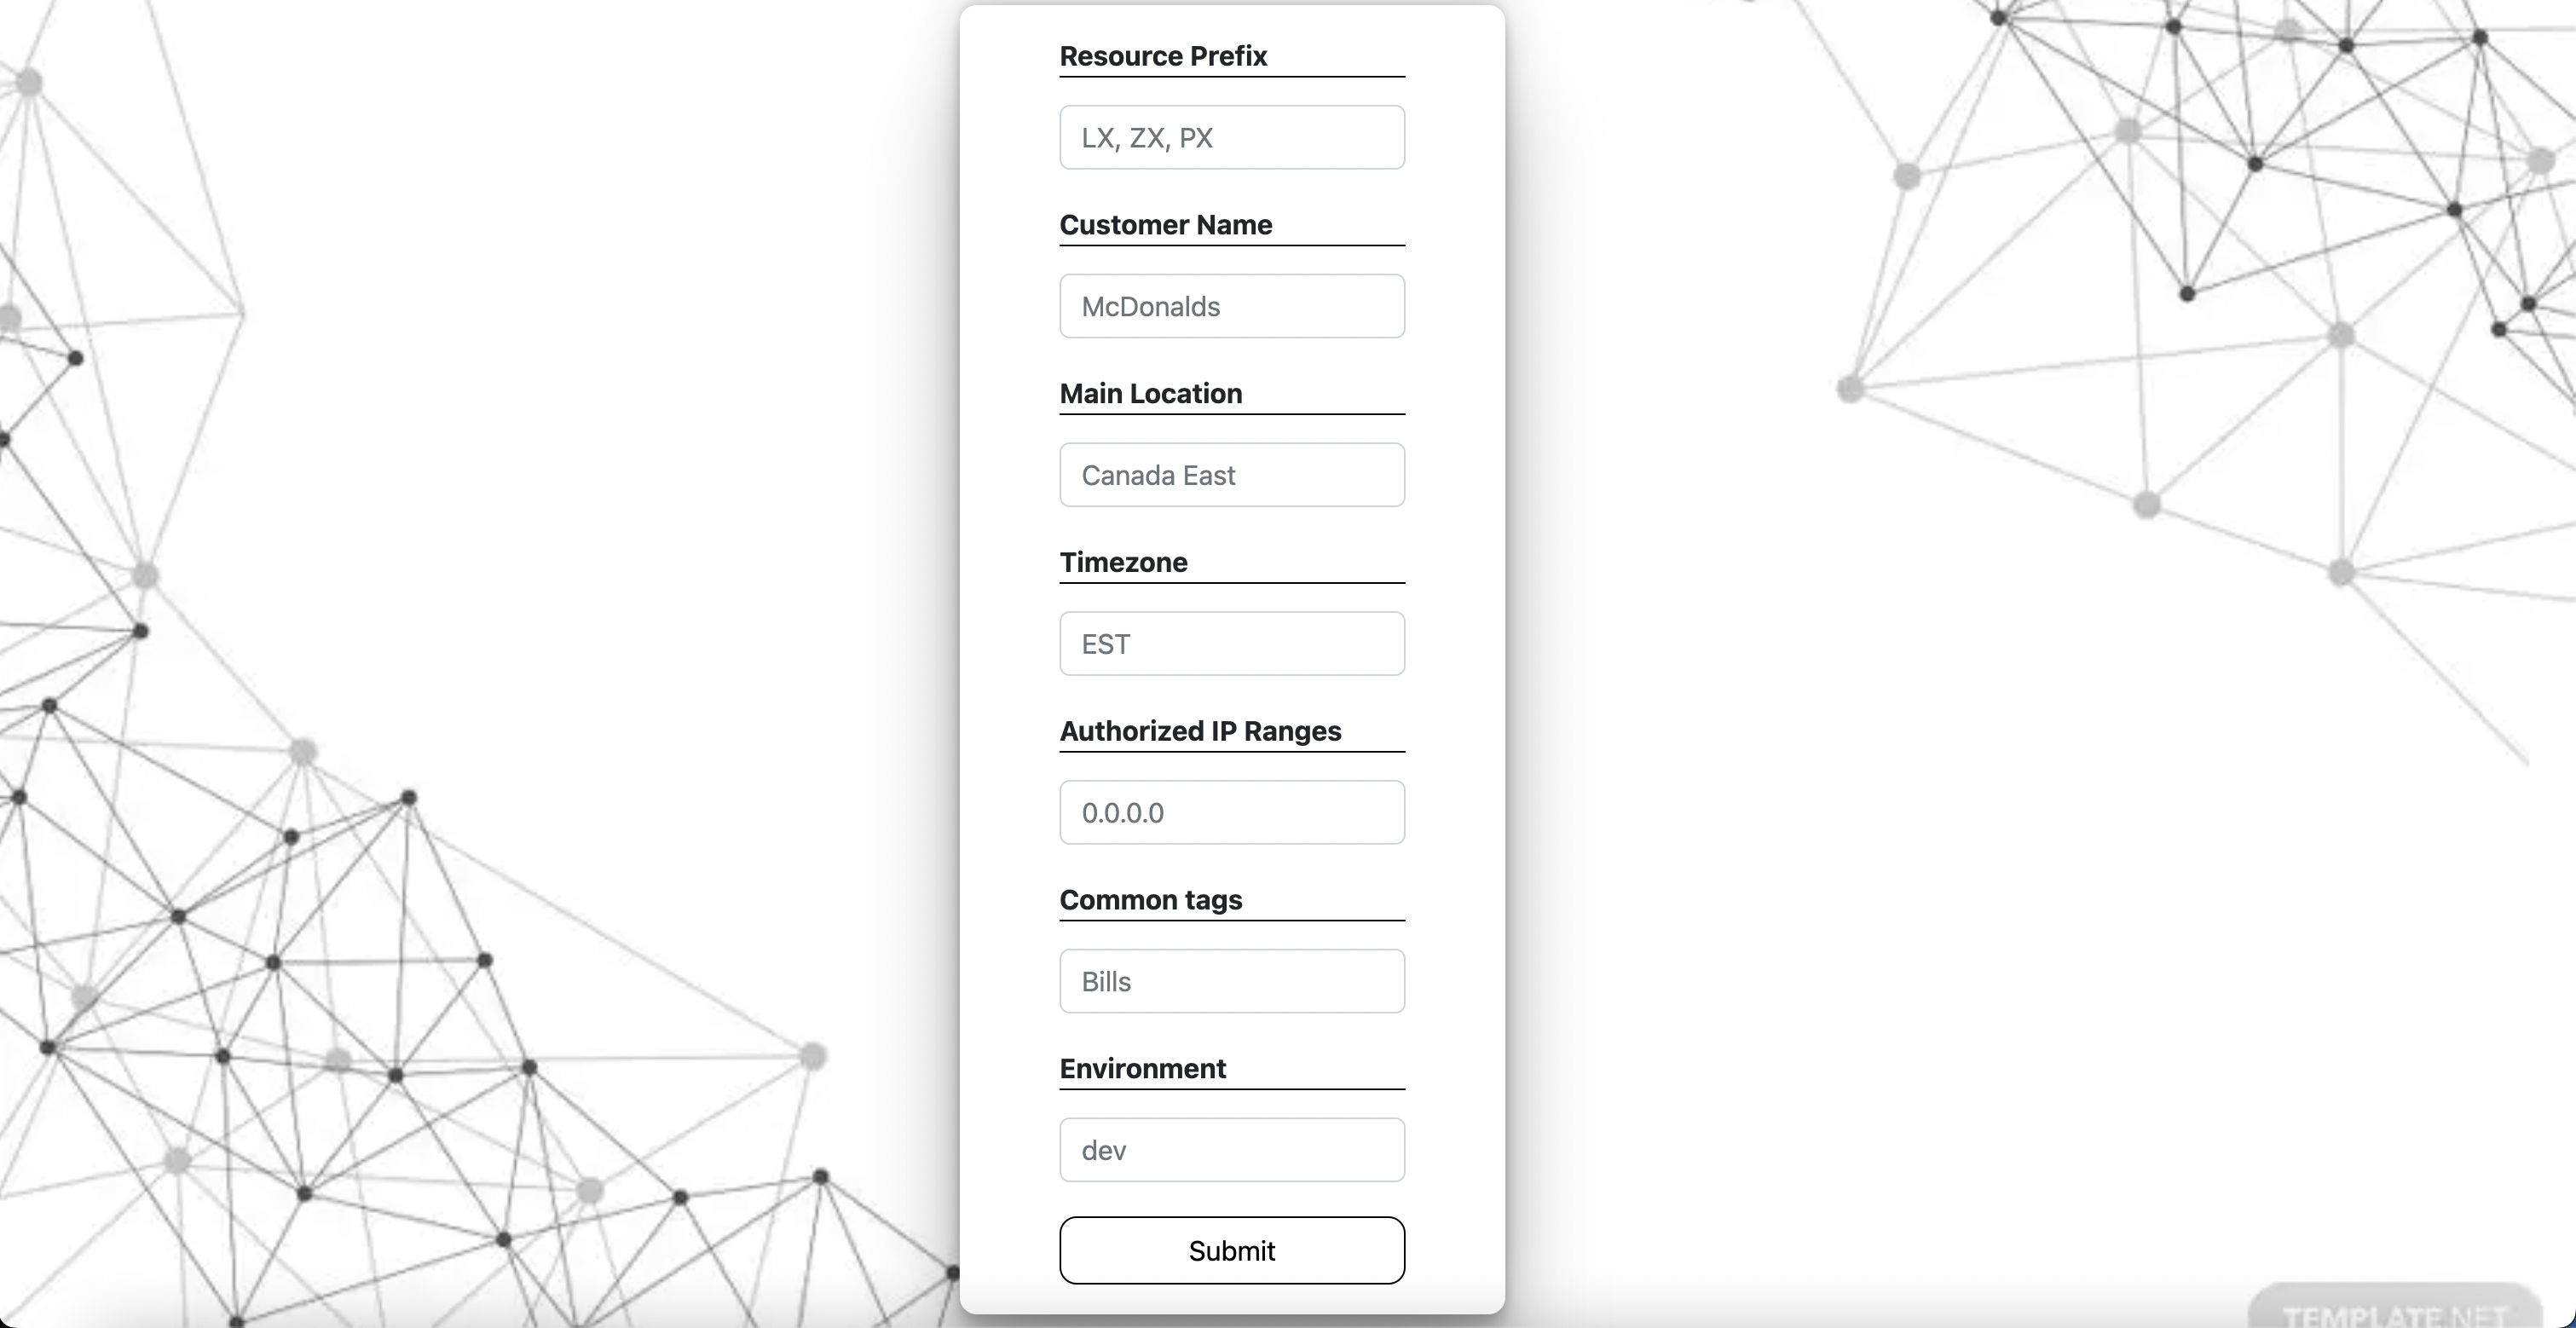 Resource Prefix
LX, ZX, PX
Customer Name
McDonalds
Main Location
Canada East
Timezone
EST
Authorized IP Ranges
0.0.0.0
Common tags
Bills
Environment
dev
Submit
TEMPLATE.NET